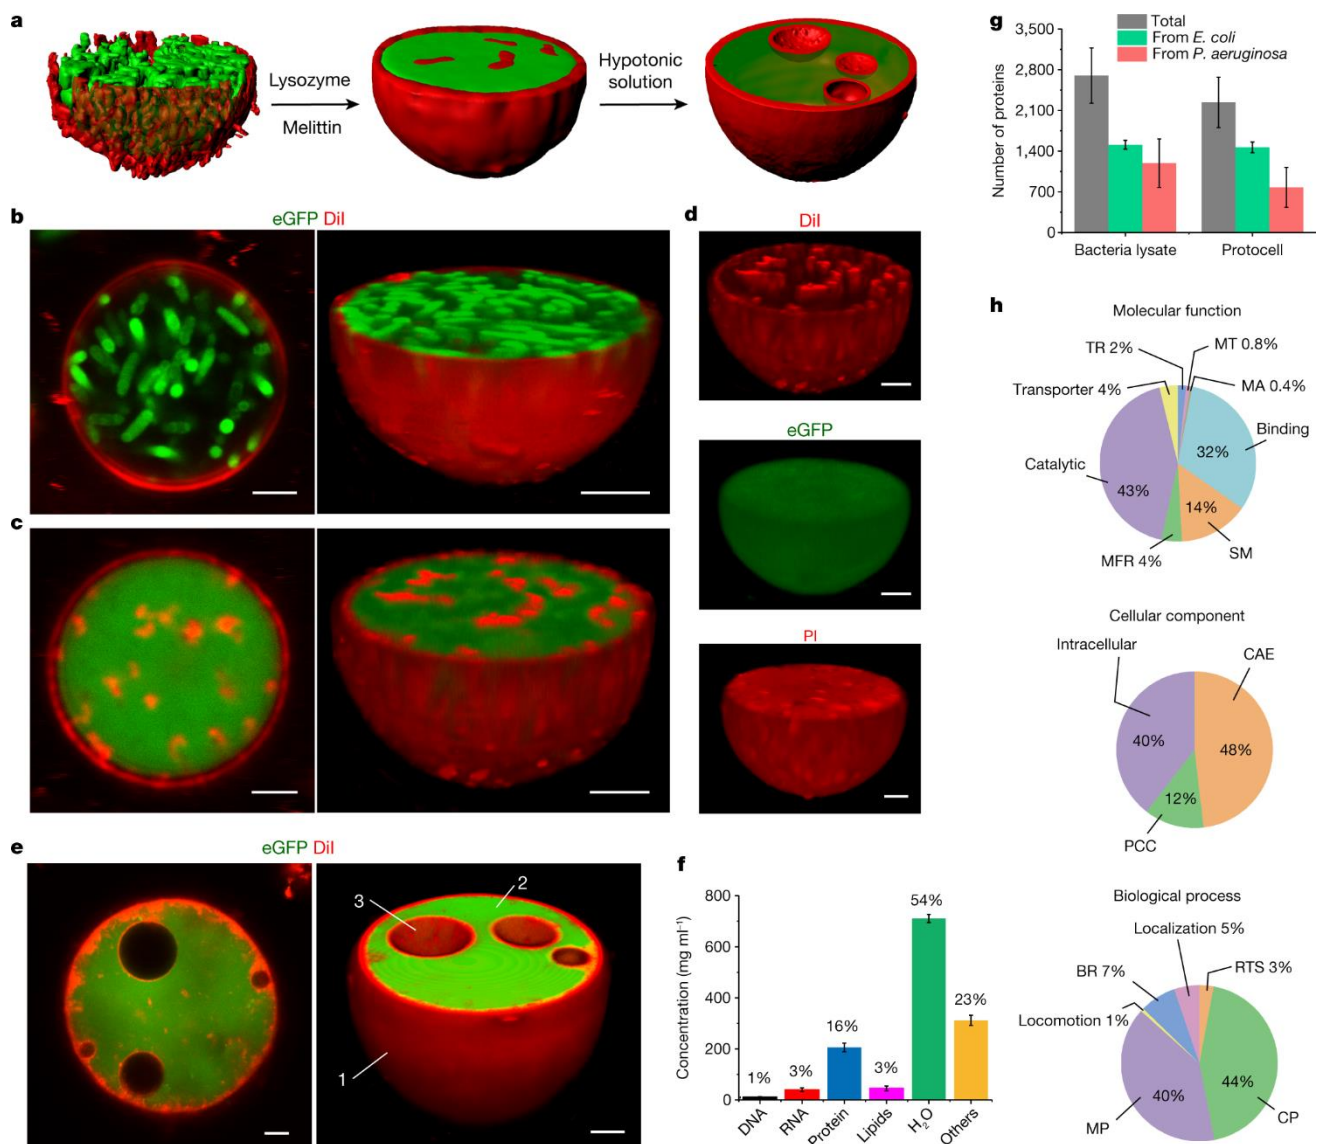 a
Lysozyme
Melittin
Hypotonic
solution
b
eGFP DiI
c
d
DiI
eGFP
PI
e
eGFP DiI
1
2
3
f
Concentration (mg ml⁻¹)
800
600
400
200
0
1%
3%
16%
3%
54%
23%
DNA
RNA
Protein
Lipids
H₂O
Others
g
Number of proteins
3,500
2,800
2,100
1,400
700
0
Total
From E. coli
From P. aeruginosa
Bacteria lysate
Protocell
h
Molecular function
TR 2%
MT 0.8%
Transporter 4%
MA 0.4%
Binding
32%
Catalytic
43%
14%
MFR 4%
SM
Cellular component
Intracellular
CAE
40%
48%
12%
PCC
Biological process
Localization 5%
BR 7%
RTS 3%
Locomotion 1%
40%
44%
MP
CP